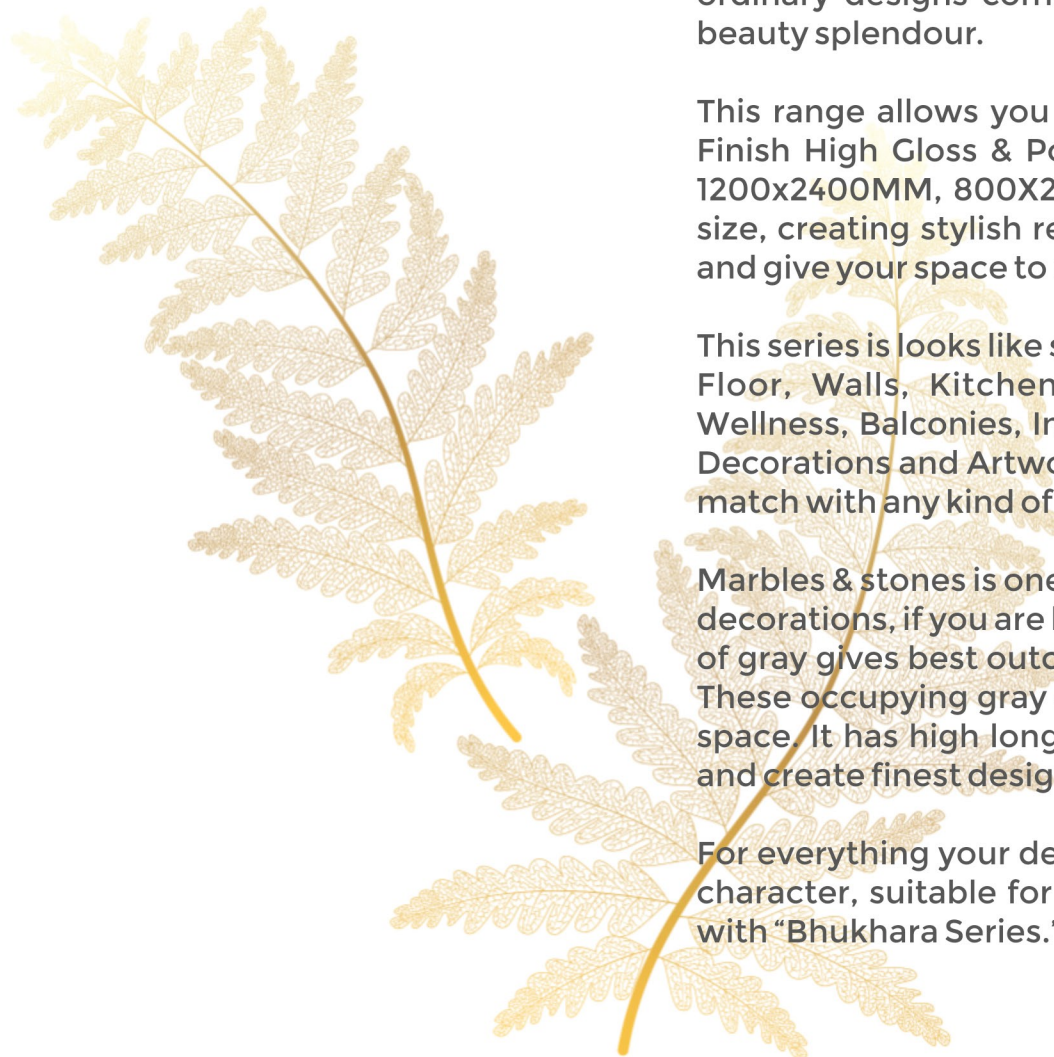 ordinary designs com
beauty splendour.
This range allows you
Finish High Gloss & Po
1200x2400MM, 800X2
size, creating stylish re
and give your space to
This series is looks like s
Floor, Walls, Kitchen
Wellness, Balconies, In
Decorations and Artwo
match with any kind of
Marbles & stones is one
decorations, if you are
of gray gives best outc
These occupying gray
space. It has high long
and create finest desig
For everything your de
character, suitable for
with “Bhukhara Series.”